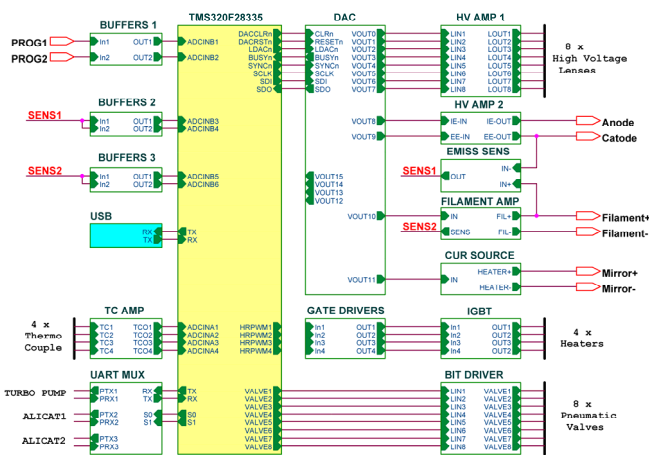 BUFFERS 1
PROG1
PROG2
In1 OUT1
In2 OUT2
BUFFERS 2
SENS1
In1 OUT1
In2 OUT2
BUFFERS 3
SENS2
In1 OUT1
In2 OUT2
USB
RX
TX
TC AMP
4 x
Thermo
Couple
TC1 TCO1
TC2 TCO2
TC3 TCO3
TC4 TCO4
UART MUX
TURBO PUMP
ALICAT1
ALICAT2
PTX1 RX
PRX1 TX
PTX2 S0
PRX2 S1
PTX3
PRX3
TMS320F28335
DACCLRn
ADCINB1 DACRSTn
LDACn
ADCINB2 BUSYn
SYNCn
SCLK
SDI
SDO
ADCINB3
ADCINB4
ADCINB5
ADCINB6
TX
RX
ADCINA1 HRPWM1
ADCINA2 HRPWM2
ADCINA3 HRPWM3
ADCINA4 HRPWM4
TX VALVE1
RX VALVE2
VALVE3
S0 VALVE4
S1 VALVE5
VALVE6
VALVE7
VALVE8
DAC
CLRn VOUT0
RESETn VOUT1
LDACn VOUT2
BUSYn VOUT3
SYNCn VOUT4
SCLK VOUT5
SDI VOUT6
SDO VOUT7
VOUT8
VOUT9
VOUT15
VOUT14
VOUT13
VOUT12
VOUT10
VOUT11
GATE DRIVERS
In1 OUT1
In2 OUT2
In3 OUT3
In4 OUT4
HV AMP 1
LIN1 LOUT1
LIN2 LOUT2
LIN3 LOUT3
LIN4 LOUT4
LIN5 LOUT5
LIN6 LOUT6
LIN7 LOUT7
LIN8 LOUT8
8 x
High Voltage
Lenses
HV AMP 2
IE-IN IE-OUT
EE-IN EE-OUT
Anode
Catode
EMISS SENS
SENS1
IN-
OUT
IN+
FILAMENT AMP
IN FIL+
SENS2
SENS FIL-
Filament+
Filament-
CUR SOURCE
HEATER+
IN
HEATER-
Mirror+
Mirror-
IGBT
In1 OUT1
In2 OUT2
In3 OUT3
In4 OUT4
4 x
Heaters
BIT DRIVER
LIN1 VALVE1
LIN2 VALVE2
LIN3 VALVE3
LIN4 VALVE4
LIN5 VALVE5
LIN6 VALVE6
LIN7 VALVE7
LIN8 VALVE8
8 x
Pneumatic
Valves